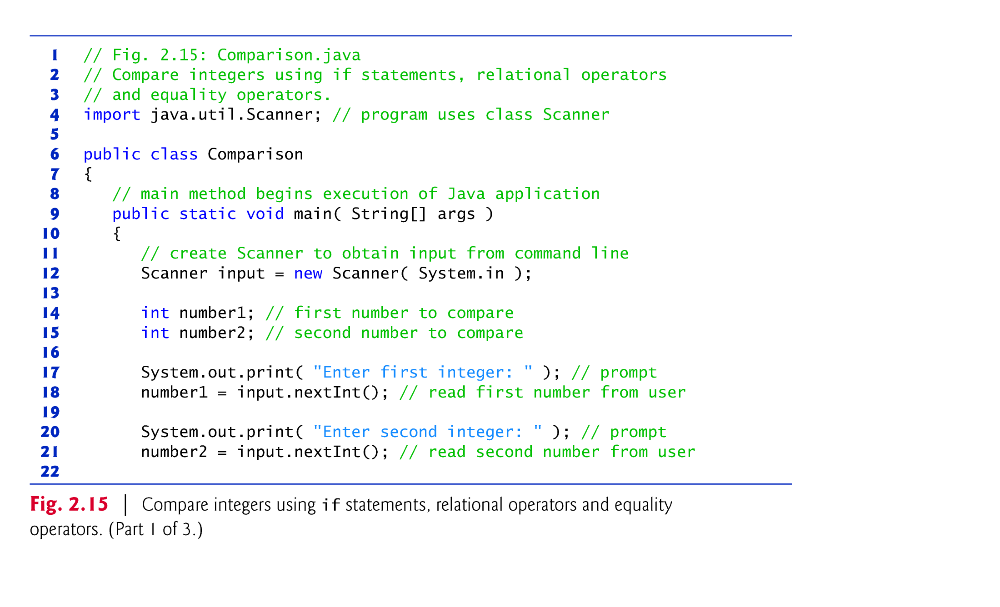 1 // Fig. 2.15: Comparison.java
2 // Compare integers using if statements, relational operators
3 // and equality operators.
4 import java.util.Scanner; // program uses class Scanner
5
6 public class Comparison
7 {
8    // main method begins execution of Java application
9    public static void main( String[] args )
10    {
11       // create Scanner to obtain input from command line
12       Scanner input = new Scanner( System.in );
13
14       int number1; // first number to compare
15       int number2; // second number to compare
16
17       System.out.print( "Enter first integer: " ); // prompt
18       number1 = input.nextInt(); // read first number from user
19
20       System.out.print( "Enter second integer: " ); // prompt
21       number2 = input.nextInt(); // read second number from user
22
Fig. 2.15 | Compare integers using if statements, relational operators and equality
operators. (Part 1 of 3.)